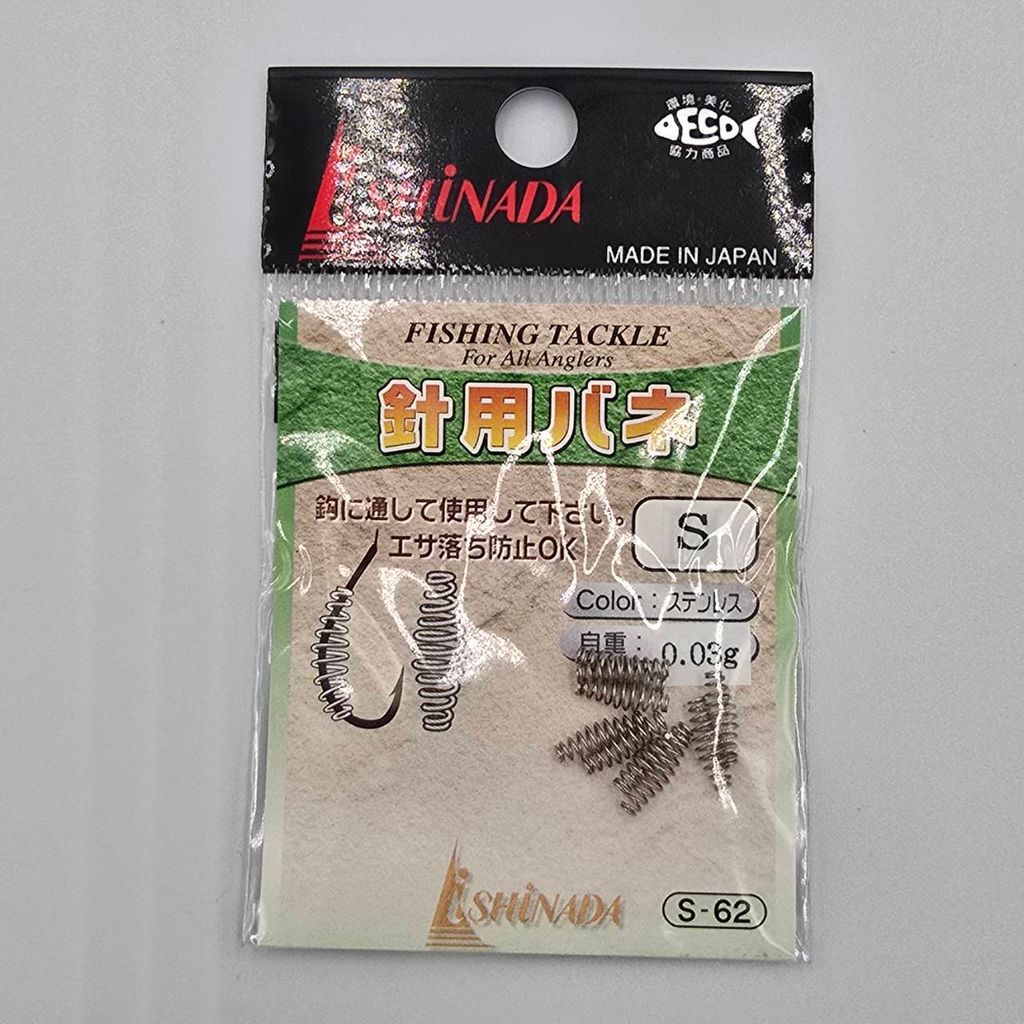 環境・美化
ECO
協力商品
iSHiNADA
MADE IN JAPAN
FISHING TACKLE
For All Anglers
針用バネ
鈎に通して使用して下さい。
エサ落ち防止OK
S
Color：ステンレス
自重：0.03g
iSHiNADA
S-62